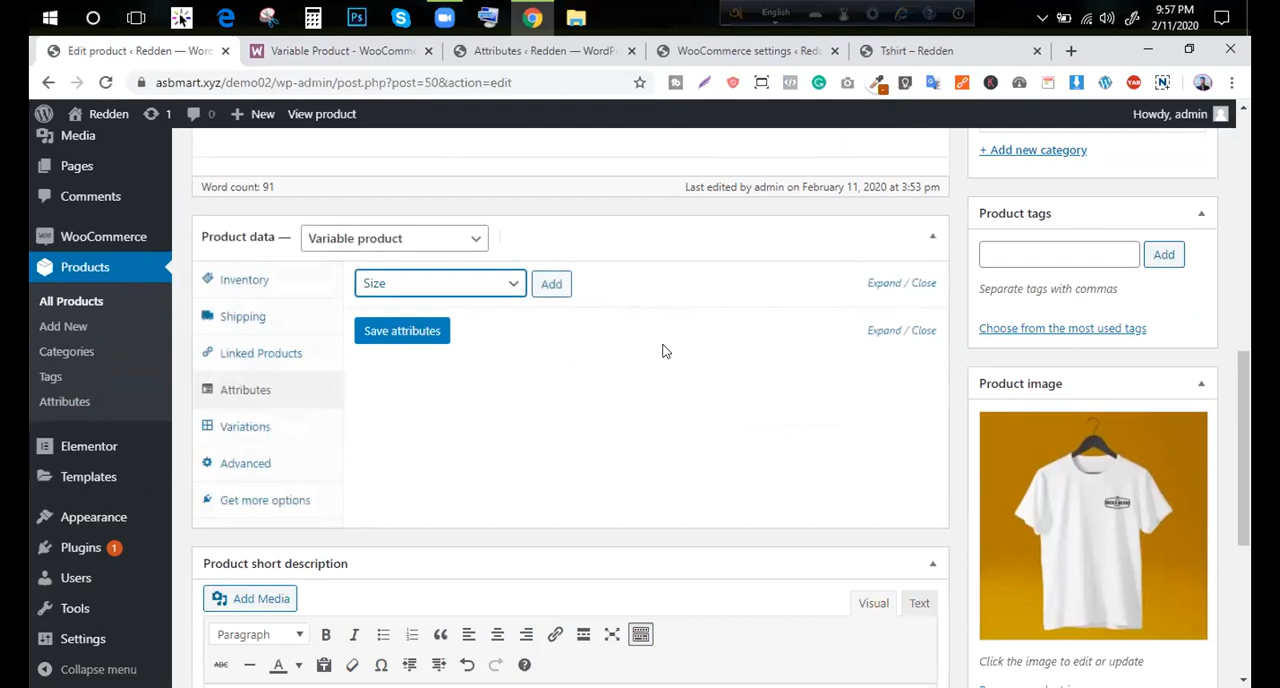 English
9:57 PM
2/11/2020
Edit product ‹ Redden — Wor
Variable Product - WooComme
Attributes ‹ Redden — WordPr
WooCommerce settings ‹ Redd
Tshirt – Redden
asbmart.xyz/demo02/wp-admin/post.php?post=50&action=edit
Redden
1
0
New
View product
Howdy, admin
Media
Pages
Comments
WooCommerce
Products
All Products
Add New
Categories
Tags
Attributes
Elementor
Templates
Appearance
Plugins 1
Users
Tools
Settings
Collapse menu
Word count: 91
Last edited by admin on February 11, 2020 at 3:53 pm
Product data —
Variable product
Inventory
Shipping
Linked Products
Attributes
Variations
Advanced
Get more options
Size
Add
Expand / Close
Save attributes
Expand / Close
Product short description
Add Media
Visual
Text
Paragraph
B I
ABC
A
+ Add new category
Product tags
Add
Separate tags with commas
Choose from the most used tags
Product image
Click the image to edit or update